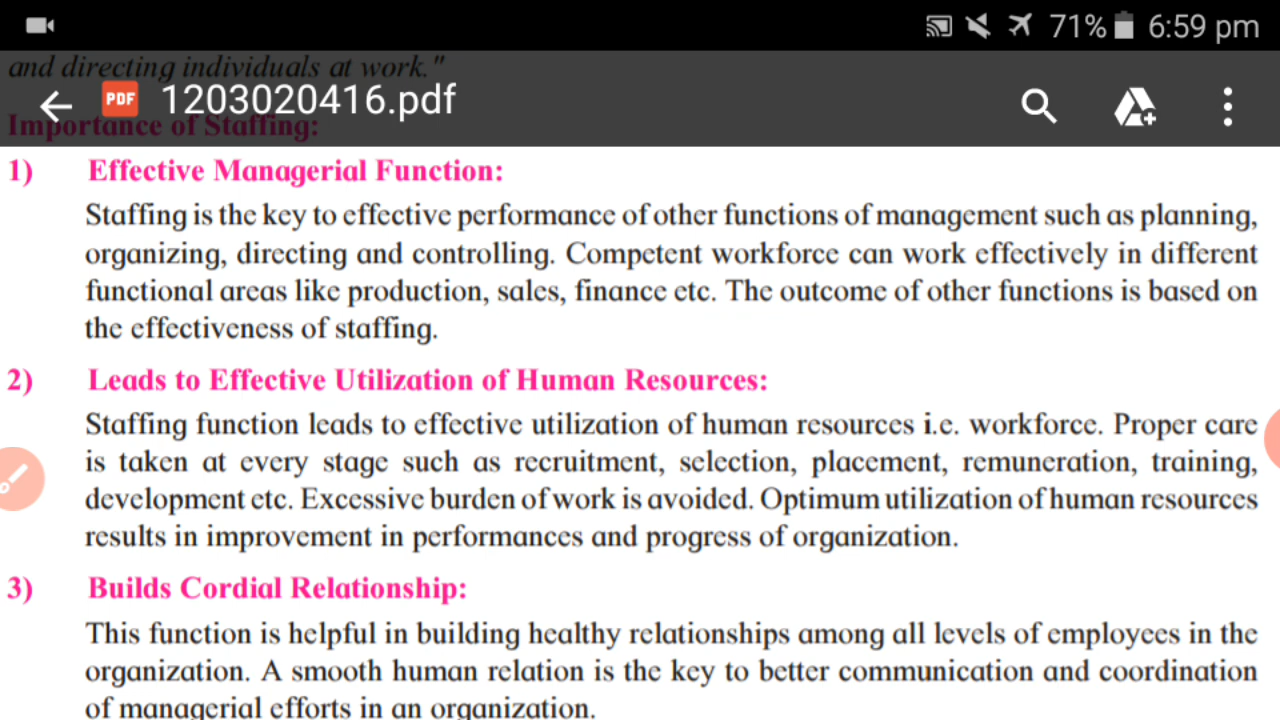 71% 6:59 pm
and directing individuals at work."
PDF 1203020416.pdf
Importance of Staffing:
1) Effective Managerial Function:
Staffing is the key to effective performance of other functions of management such as planning,
organizing, directing and controlling. Competent workforce can work effectively in different
functional areas like production, sales, finance etc. The outcome of other functions is based on
the effectiveness of staffing.
2) Leads to Effective Utilization of Human Resources:
Staffing function leads to effective utilization of human resources i.e. workforce. Proper care
is taken at every stage such as recruitment, selection, placement, remuneration, training,
development etc. Excessive burden of work is avoided. Optimum utilization of human resources
results in improvement in performances and progress of organization.
3) Builds Cordial Relationship:
This function is helpful in building healthy relationships among all levels of employees in the
organization. A smooth human relation is the key to better communication and coordination
of managerial efforts in an organization.